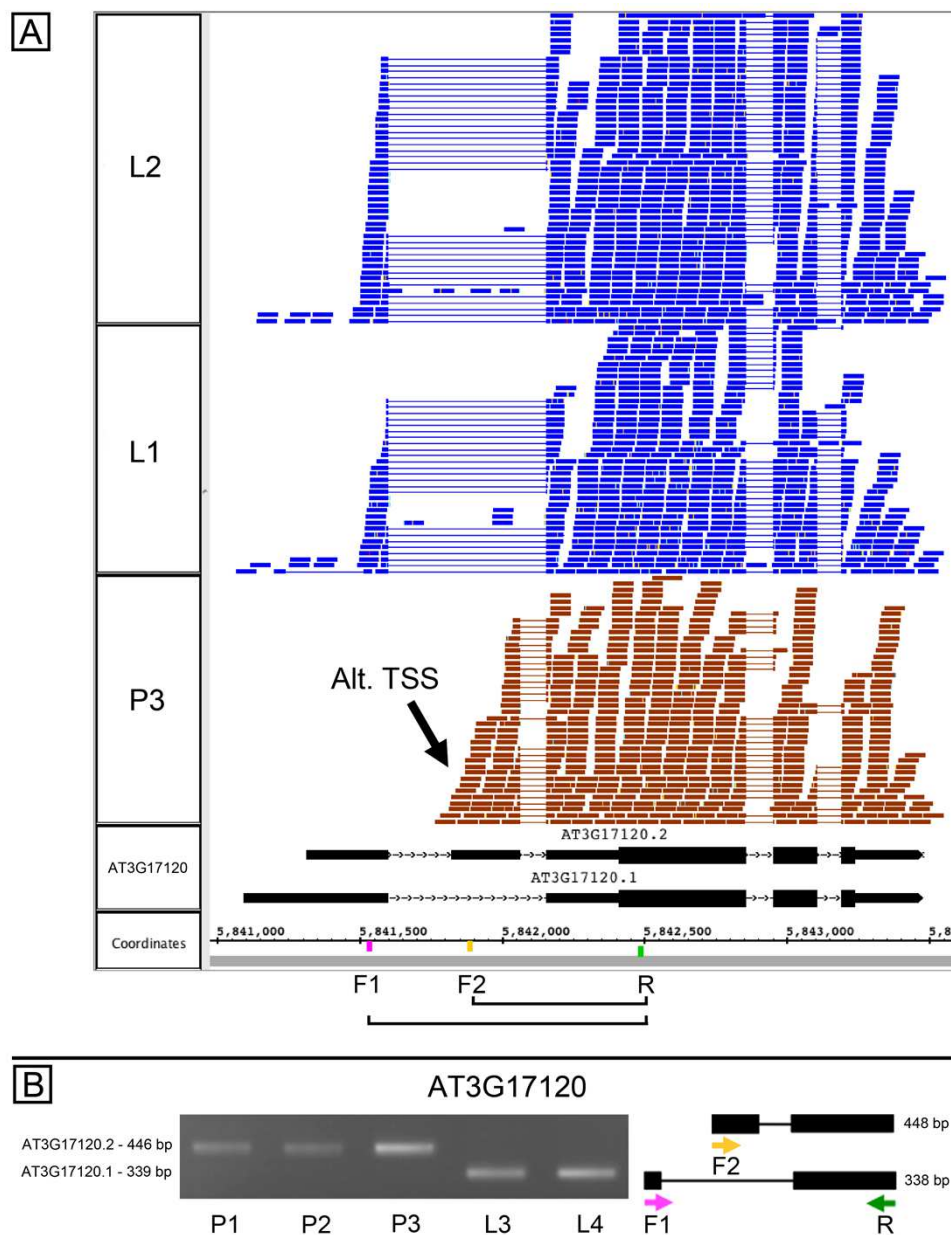 A
L2
L1
P3
Alt. TSS
AT3G17120
AT3G17120.2
AT3G17120.1
Coordinates
5,841,000
5,841,500
5,842,000
5,842,500
5,843,000
5,8
F1
F2
R
B
AT3G17120
AT3G17120.2 - 446 bp
AT3G17120.1 - 339 bp
P1
P2
P3
L3
L4
448 bp
F2
338 bp
F1
R